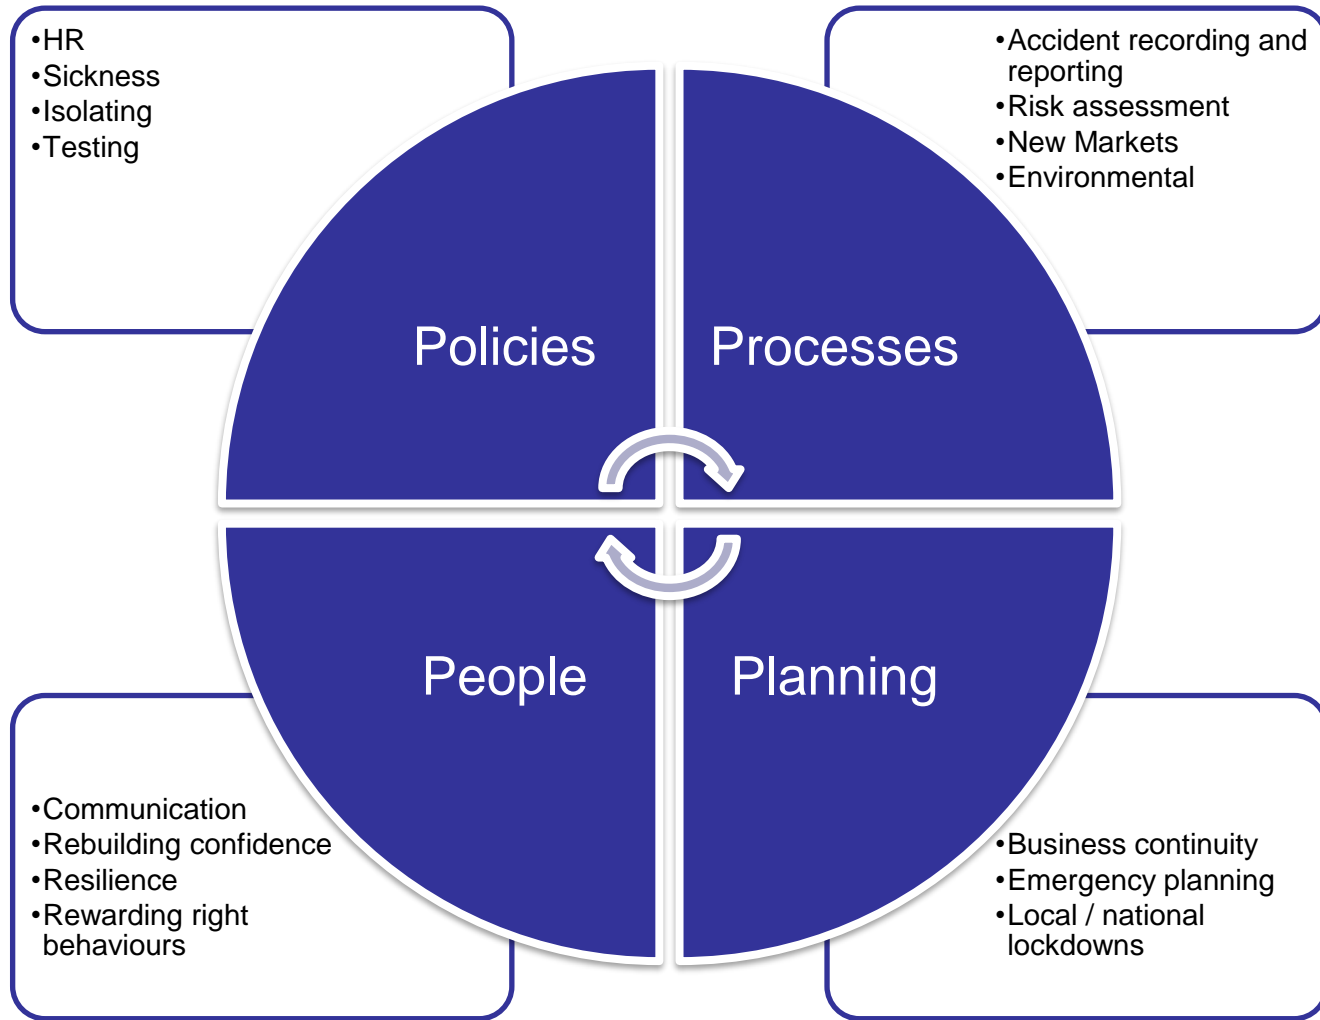 •HR
•Sickness
•Isolating
•Testing
•Accident recording and
reporting
•Risk assessment
•New Markets
•Environmental
Policies
Processes
People
Planning
•Communication
•Rebuilding confidence
•Resilience
•Rewarding right
behaviours
•Business continuity
•Emergency planning
•Local / national
lockdowns